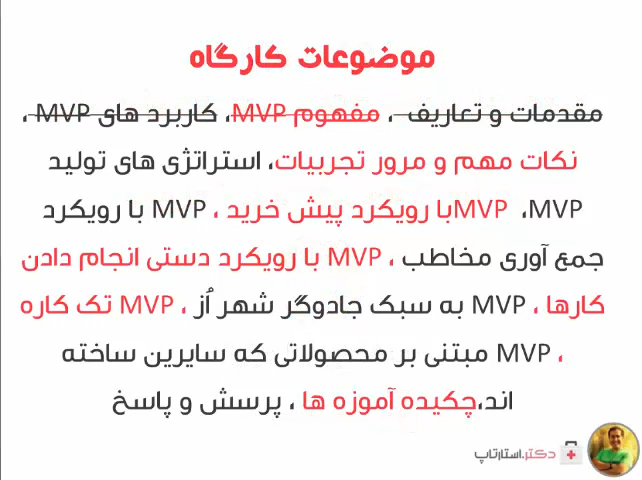 موضوعات کارگاه
مقدمات و تعاریف ، مفهوم MVP، کاربرد های MVP ،
نکات مهم و مرور تجربیات، استراتژی های تولید
MVP، MVPبا رویکرد پیش خرید ، MVP با رویکرد
جمع آوری مخاطب ، MVP با رویکرد دستی انجام دادن
کارها ، MVP به سبک جادوگر شهر اُز ، MVP تک کاره
، MVP مبتنی بر محصولاتی که سایرین ساخته
اند،چکیده آموزه ها ، پرسش و پاسخ
دکتر.استارتاپ